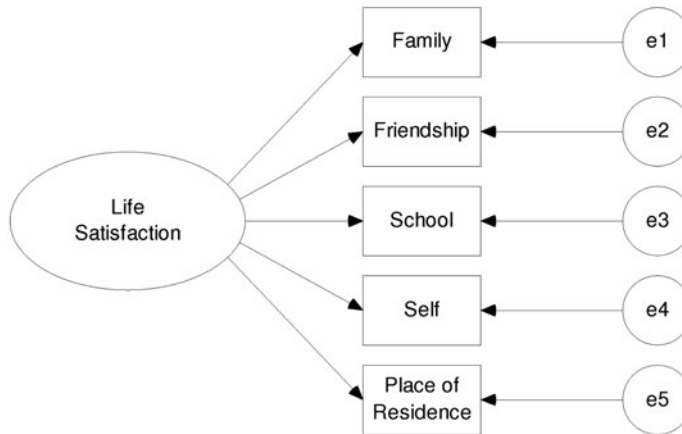 Family
e1
Friendship
e2
Life
Satisfaction
School
e3
Self
e4
Place of
Residence
e5